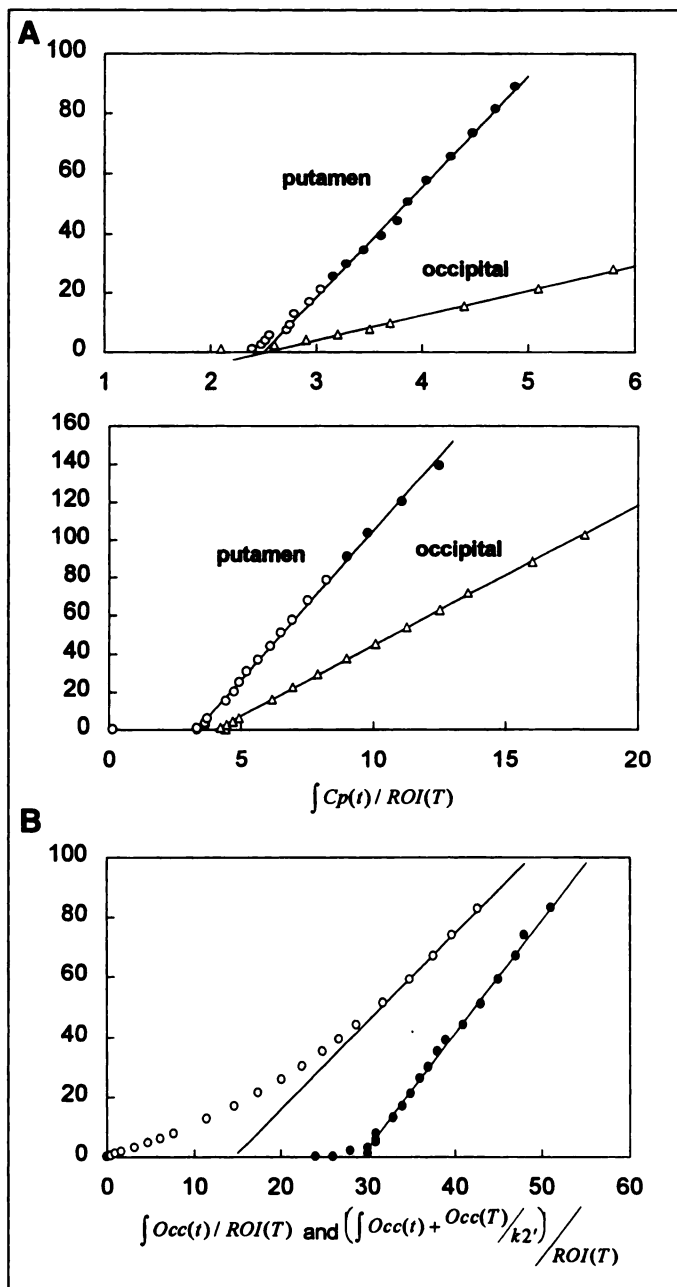 A
100
80
60
40
20
0
putamen
occipital
1 2 3 4 5 6
160
140
120
100
80
60
40
20
0
putamen
occipital
0 5 10 15 20
∫ Cp(t) / ROI(T)
B
100
80
60
40
20
0
0 10 20 30 40 50 60
∫ Occ(t) / ROI(T) and (∫ Occ(t) + Occ(T)/k2') / ROI(T)